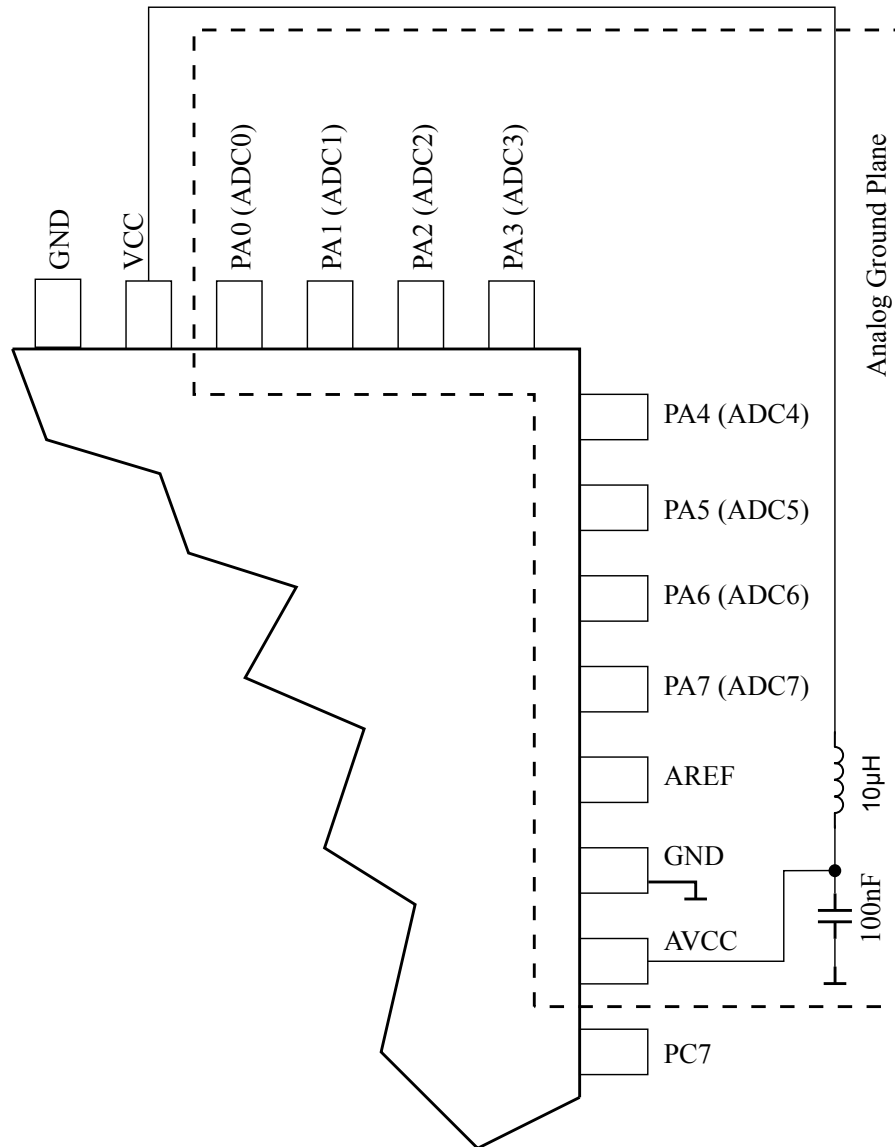 GND
VCC
PA0 (ADC0)
PA1 (ADC1)
PA2 (ADC2)
PA3 (ADC3)
Analog Ground Plane
PA4 (ADC4)
PA5 (ADC5)
PA6 (ADC6)
PA7 (ADC7)
AREF
10µH
GND
100nF
AVCC
PC7